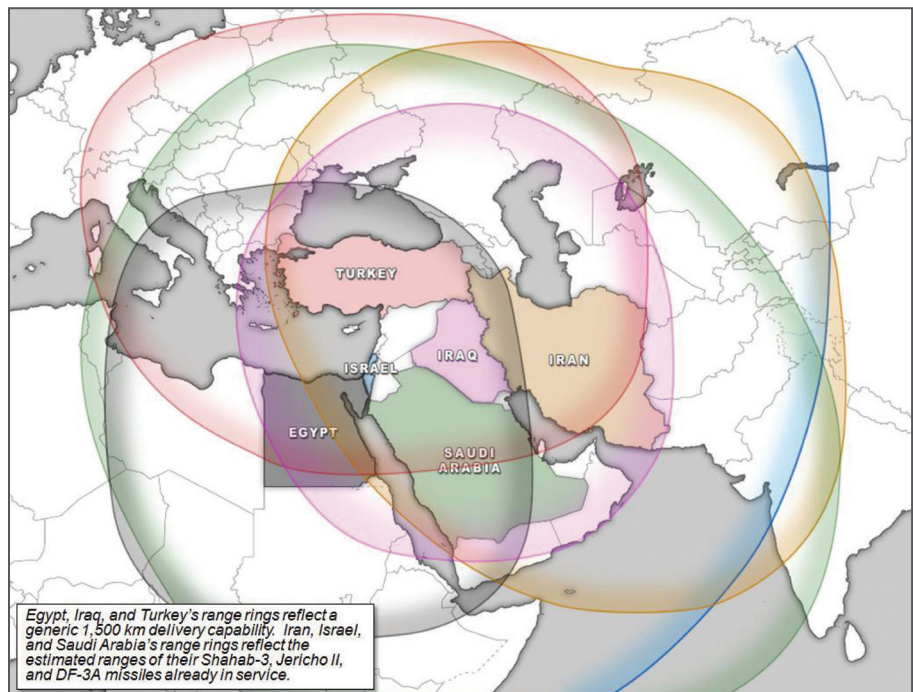 TURKEY
ISRAEL
IRAQ
IRAN
EGYPT
SAUDI
ARABIA
Egypt, Iraq, and Turkey's range rings reflect a
generic 1,500 km delivery capability.  Iran, Israel,
and Saudi Arabia's range rings reflect the
estimated ranges of their Shahab-3, Jericho II,
and DF-3A missiles already in service.